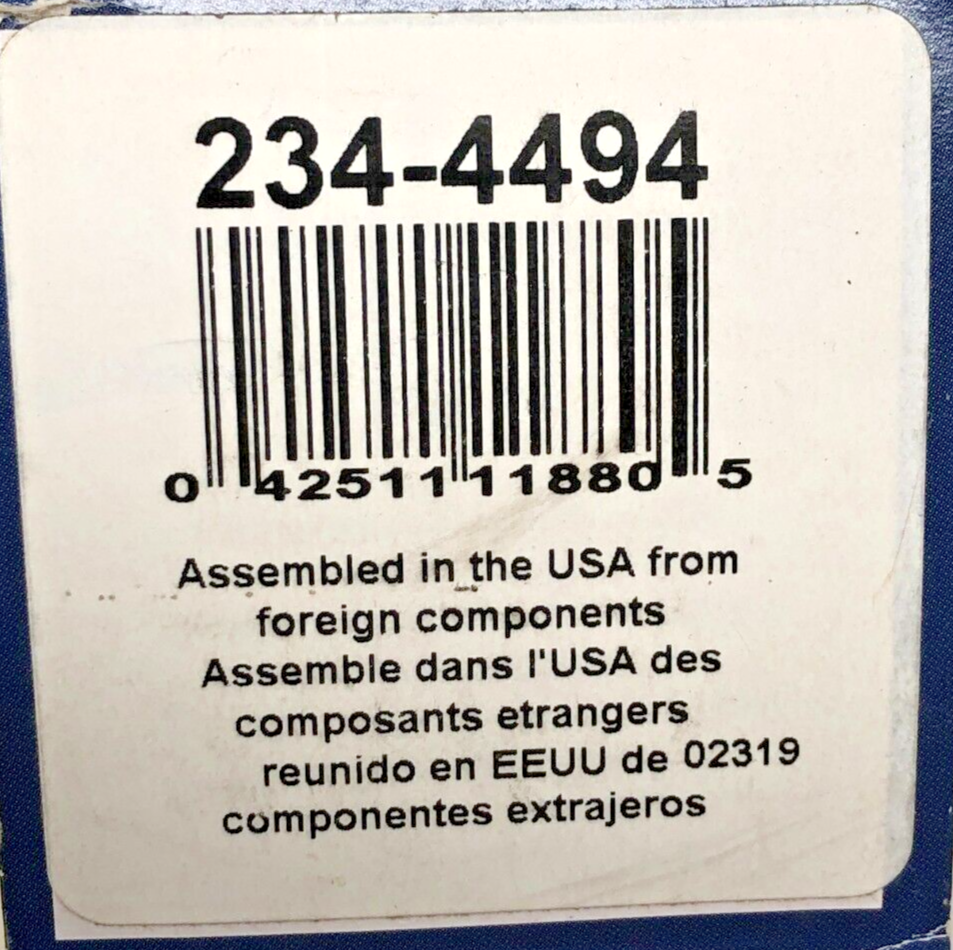 234-4494
0 42511 11880 5
Assembled in the USA from
foreign components
Assemble dans l'USA des
composants etrangers
reunido en EEUU de 02319
componentes extrajeros